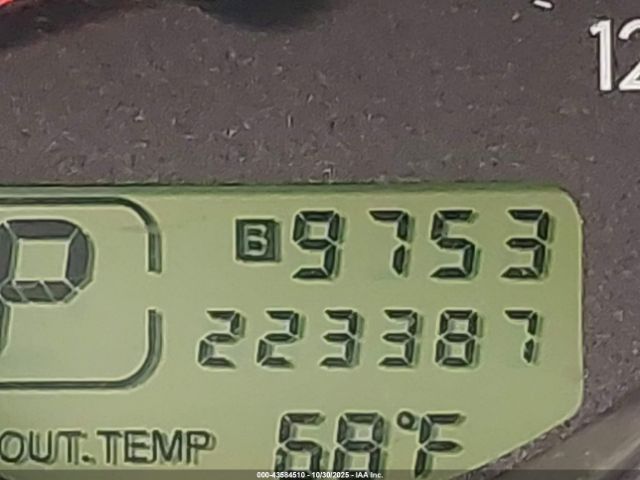 12
P
B 9753
223387
OUT.TEMP 68°F
000-43584510 - 10/30/2025 - IAA Inc.